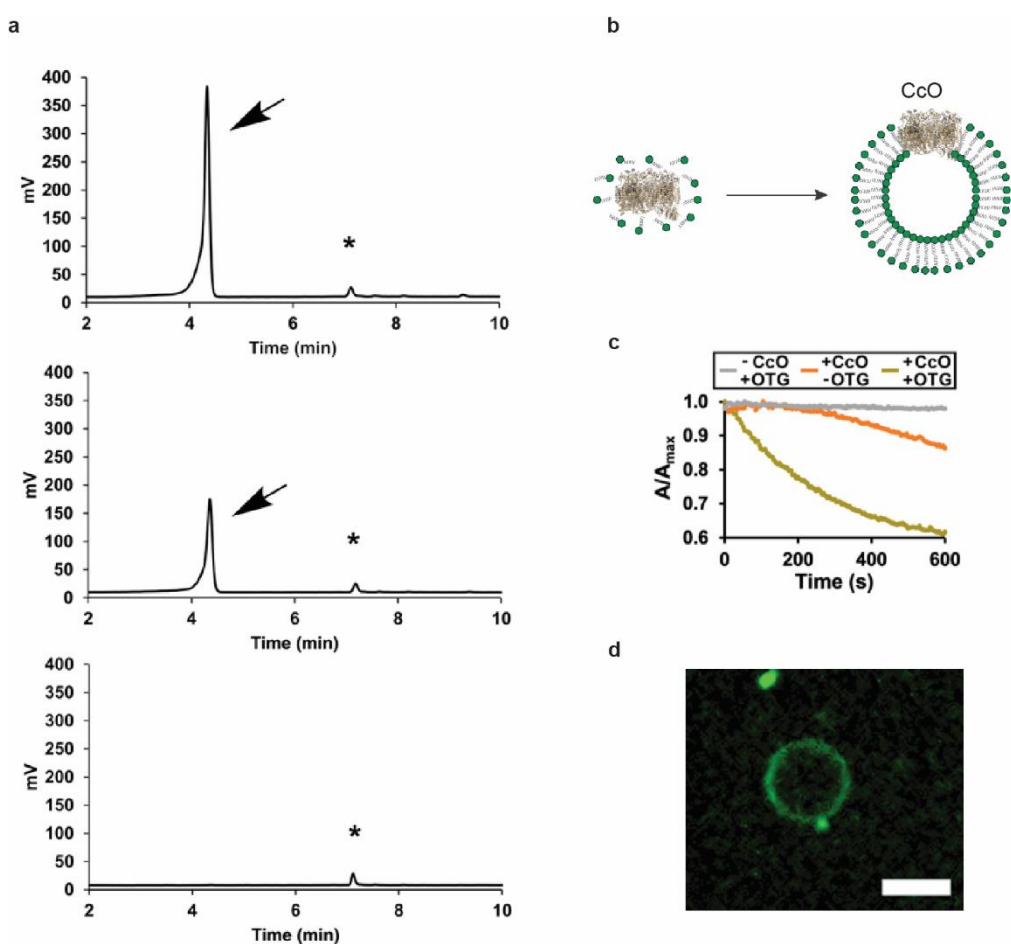 a
400
350
300
250
200
150
100
50
0
mV
*
2 4 6 8 10
Time (min)
400
350
300
250
200
150
100
50
0
mV
*
2 4 6 8 10
Time (min)
400
350
300
250
200
150
100
50
0
mV
*
2 4 6 8 10
Time (min)
b
CcO
c
- CcO +CcO +CcO
+OTG -OTG +OTG
1.0
0.9
0.8
0.7
0.6
A/Amax
0 200 400 600
Time (s)
d